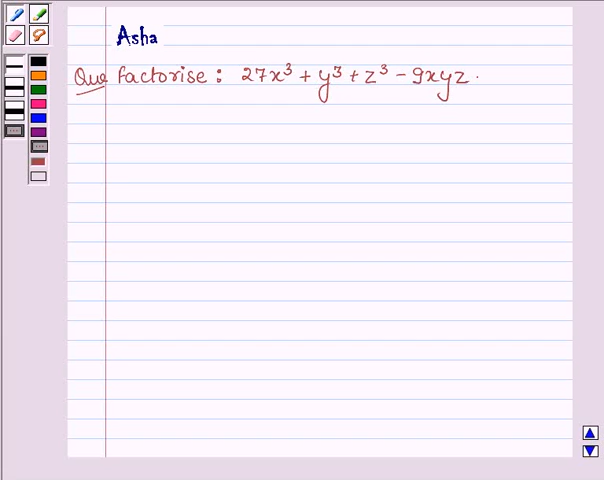 Asha
Que Factorise : 27x³ + y³ + z³ - 9xyz.